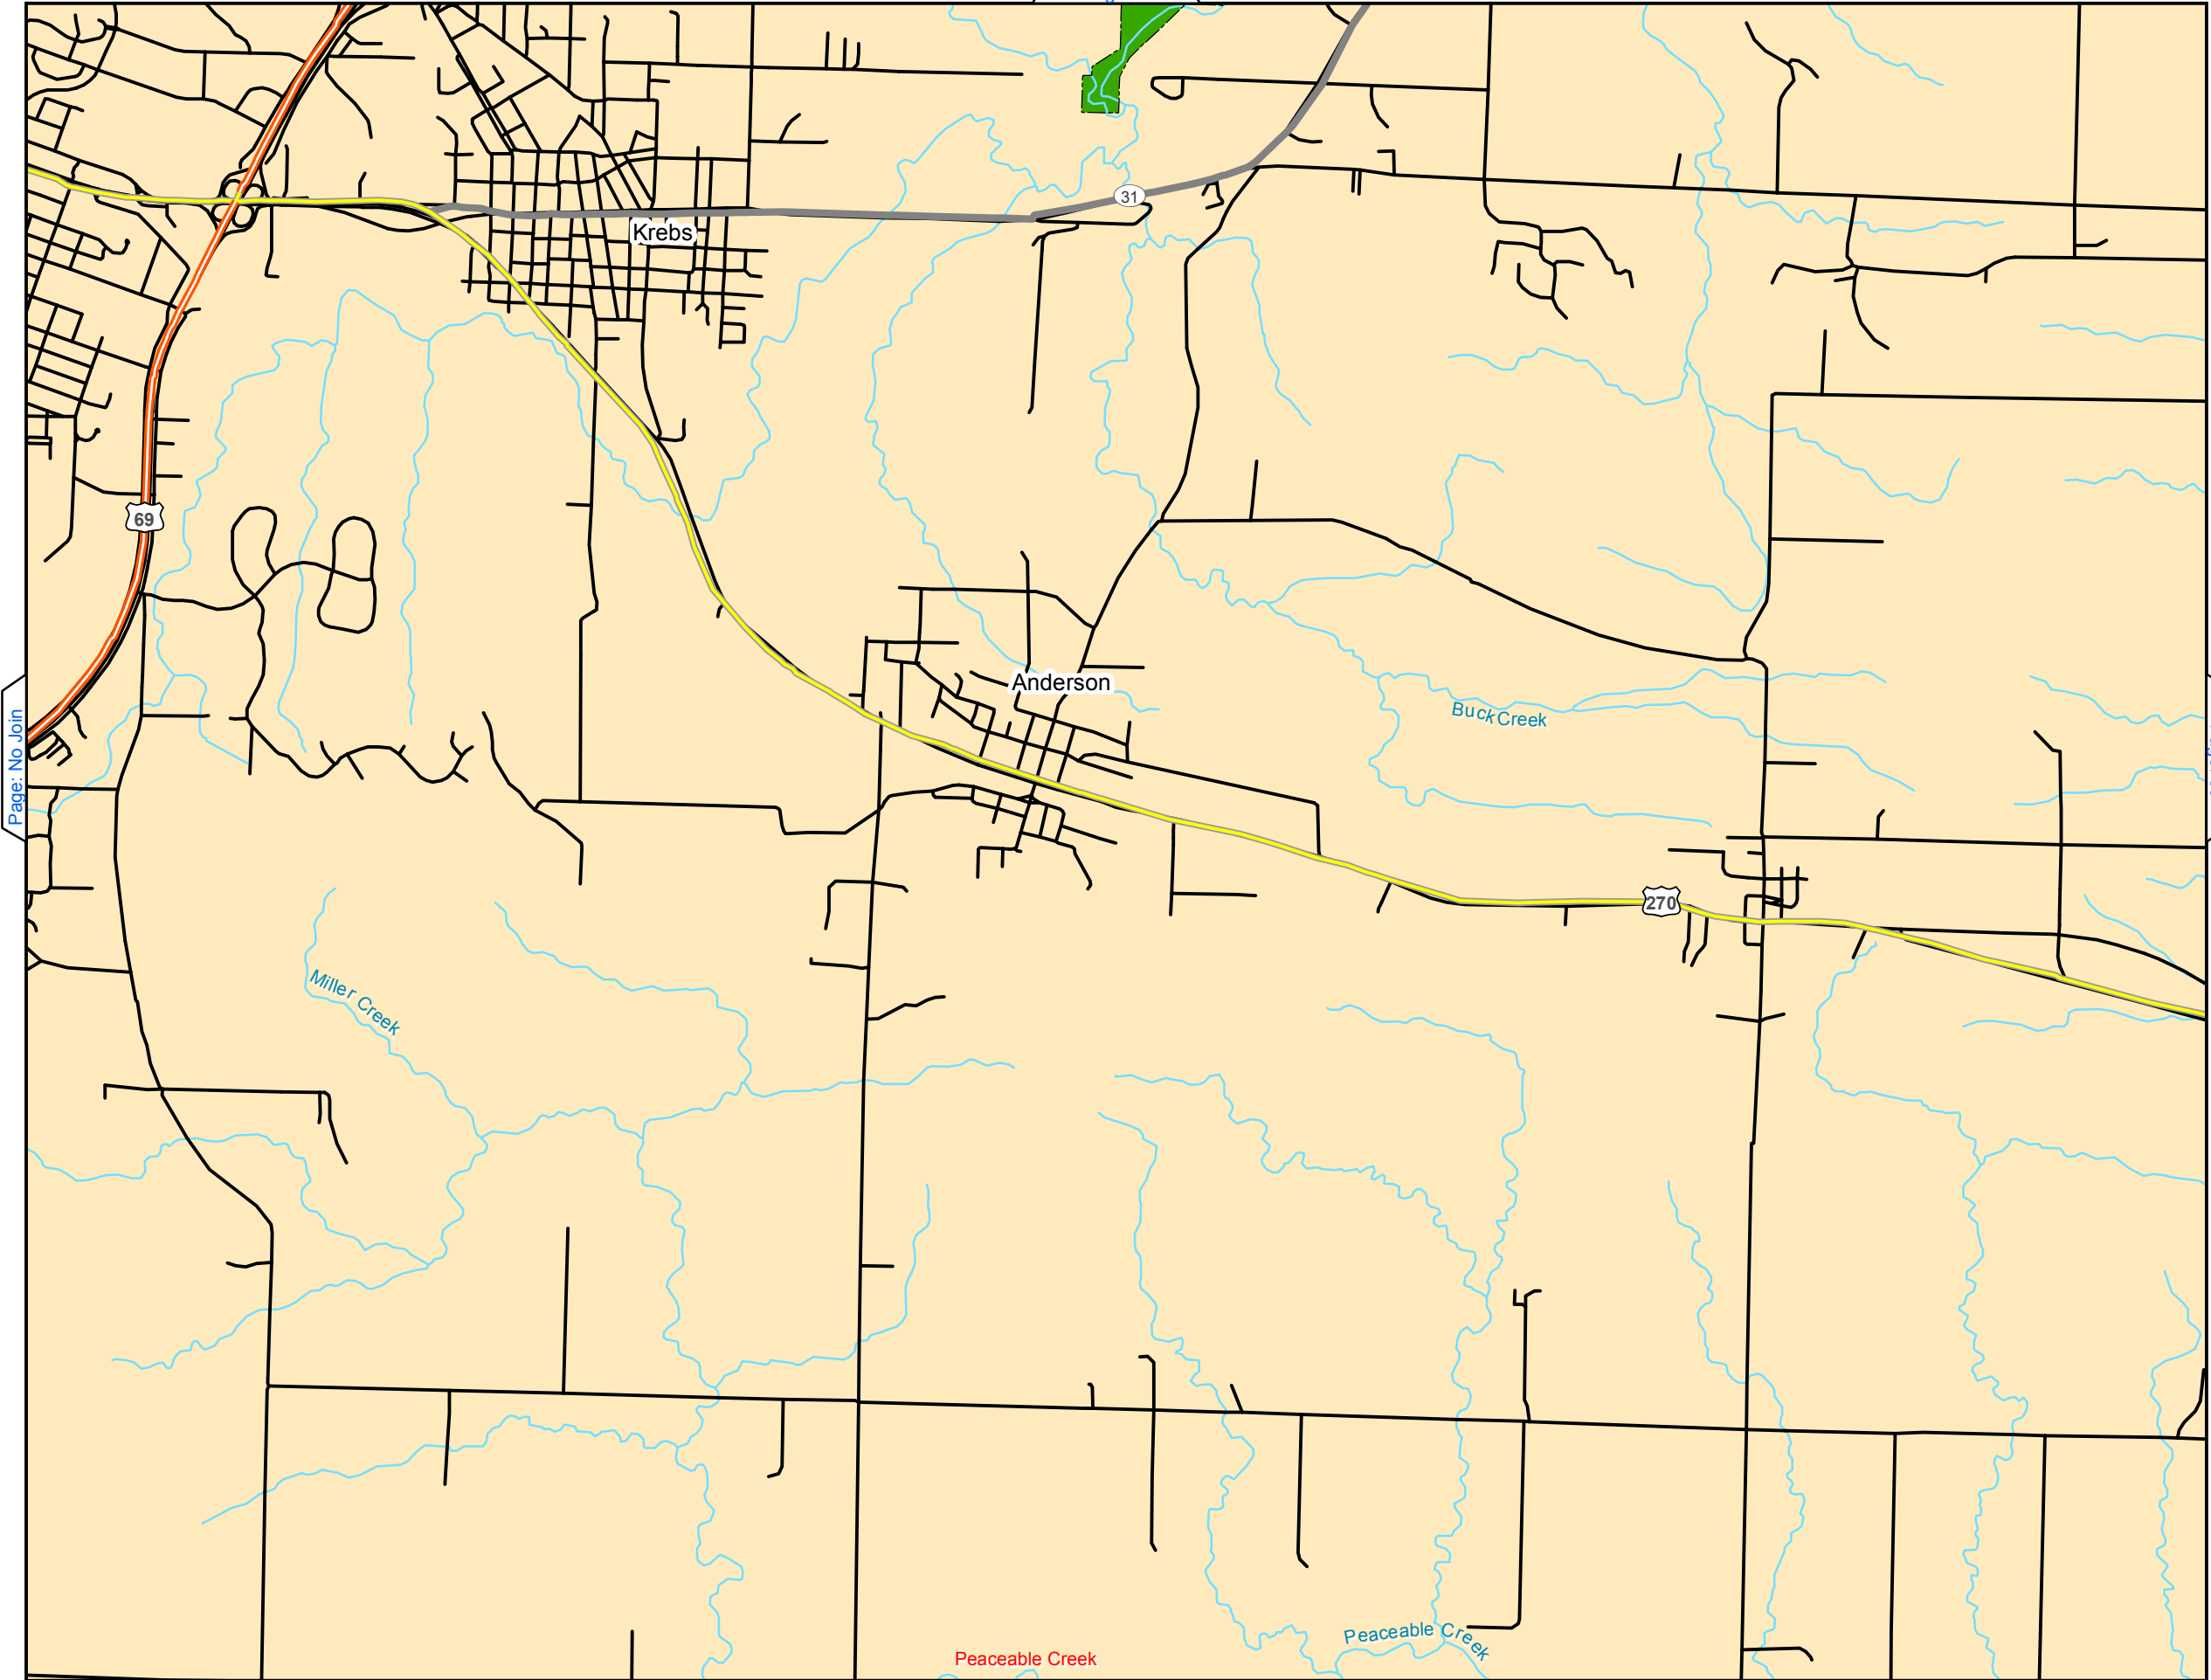 31
Krebs
69
Anderson
Buck Creek
Page: No Join
270
Miller Creek
Peaceable Creek
Peaceable Creek